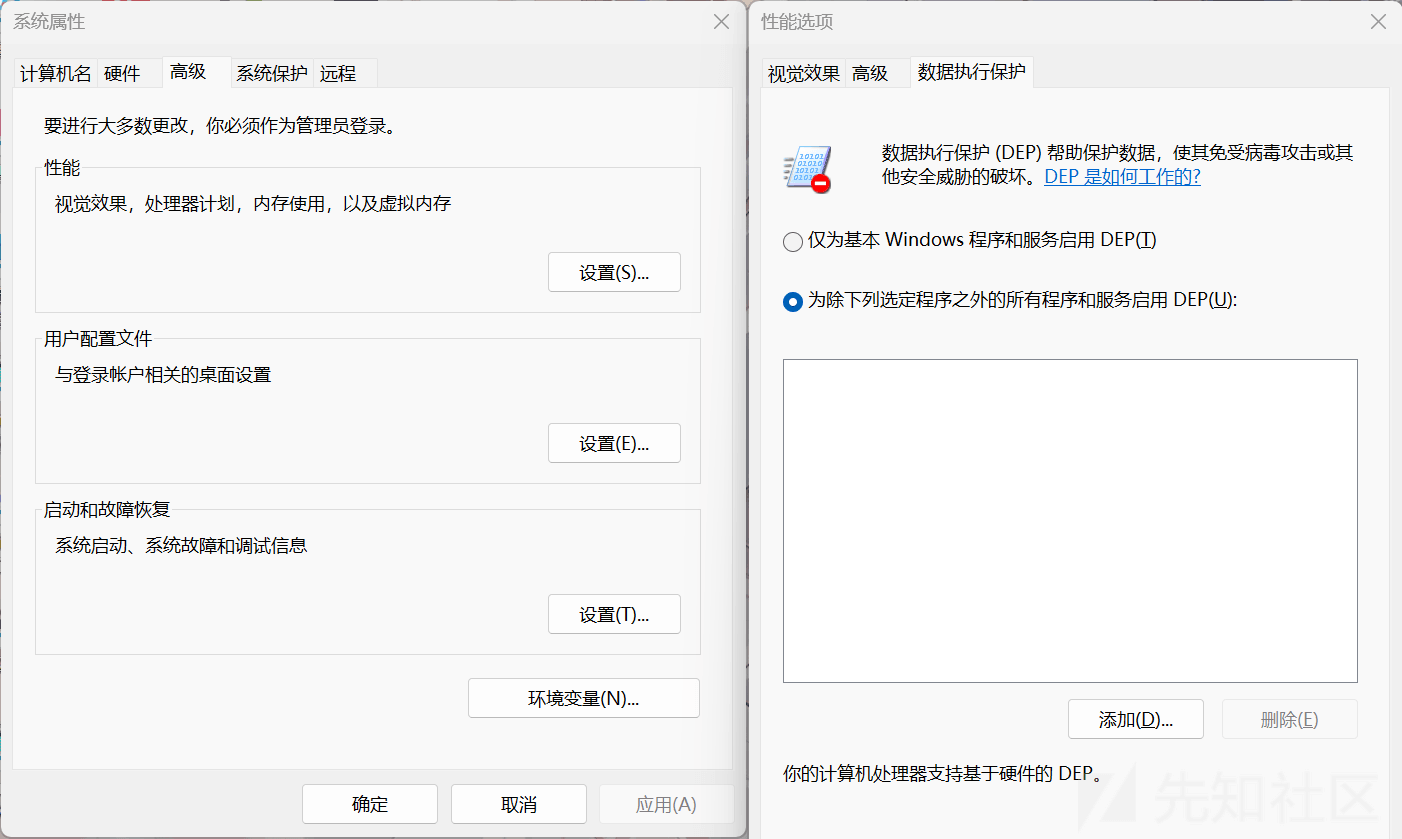 系统属性
计算机名 硬件 高级 系统保护 远程
要进行大多数更改，你必须作为管理员登录。
性能
视觉效果，处理器计划，内存使用，以及虚拟内存
设置(S)...
用户配置文件
与登录帐户相关的桌面设置
设置(E)...
启动和故障恢复
系统启动、系统故障和调试信息
设置(T)...
环境变量(N)...
确定 取消 应用(A)
性能选项
视觉效果 高级 数据执行保护
数据执行保护 (DEP) 帮助保护数据，使其免受病毒攻击或其
他安全威胁的破坏。DEP 是如何工作的?
仅为基本 Windows 程序和服务启用 DEP(T)
为除下列选定程序之外的所有程序和服务启用 DEP(U):
添加(D)... 删除(E)
你的计算机处理器支持基于硬件的 DEP。
先知社区